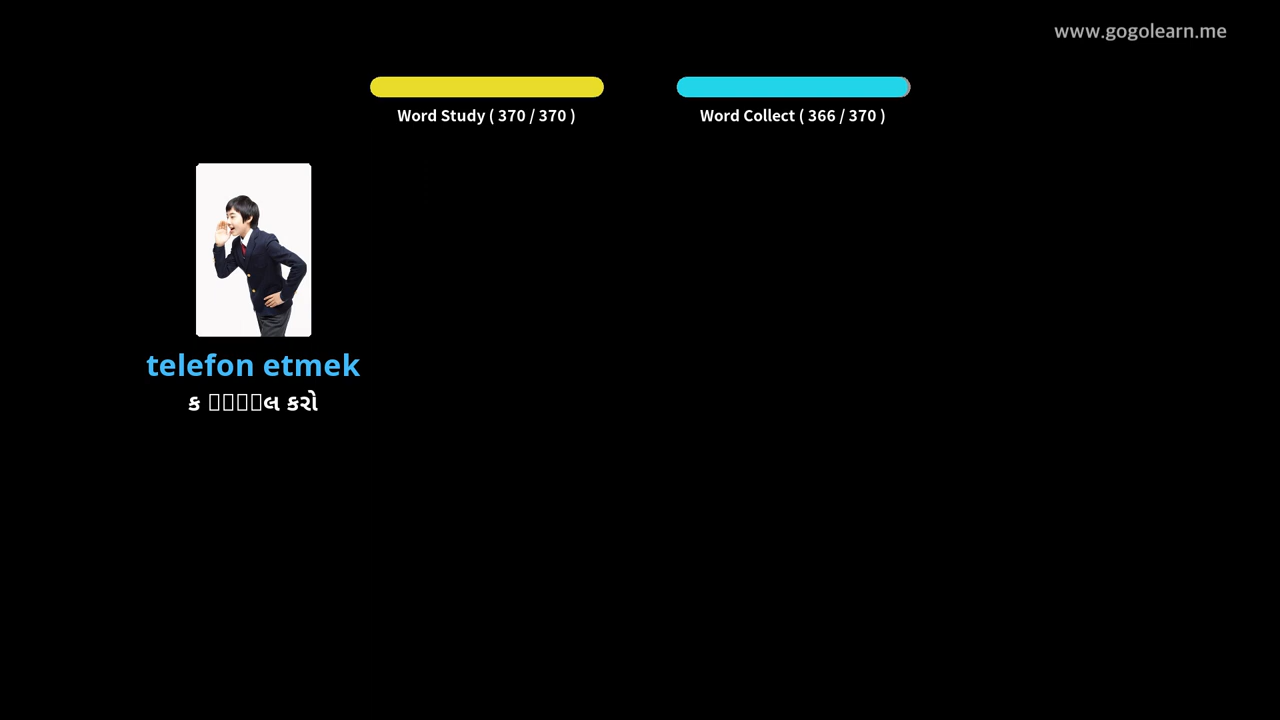 www.gogolearn.me
Word Study ( 370 / 370 )
Word Collect ( 366 / 370 )
telefon etmek
કરો